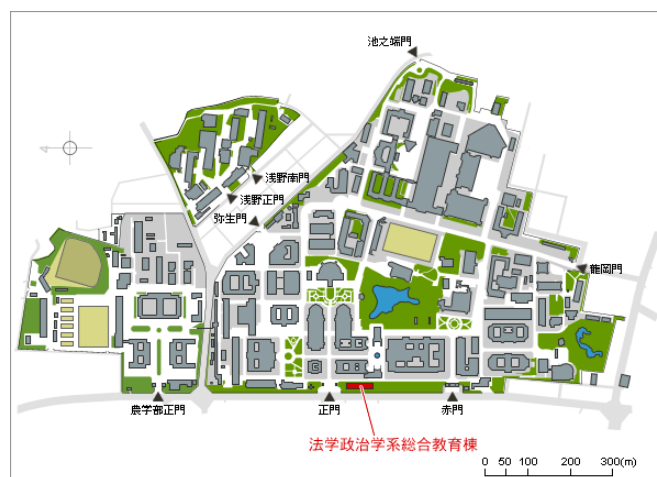 池之端門
浅野南門
浅野正門
弥生門
龍岡門
農学部正門
正門
赤門
法学政治学系総合教育棟
0 50 100 200 300(m)